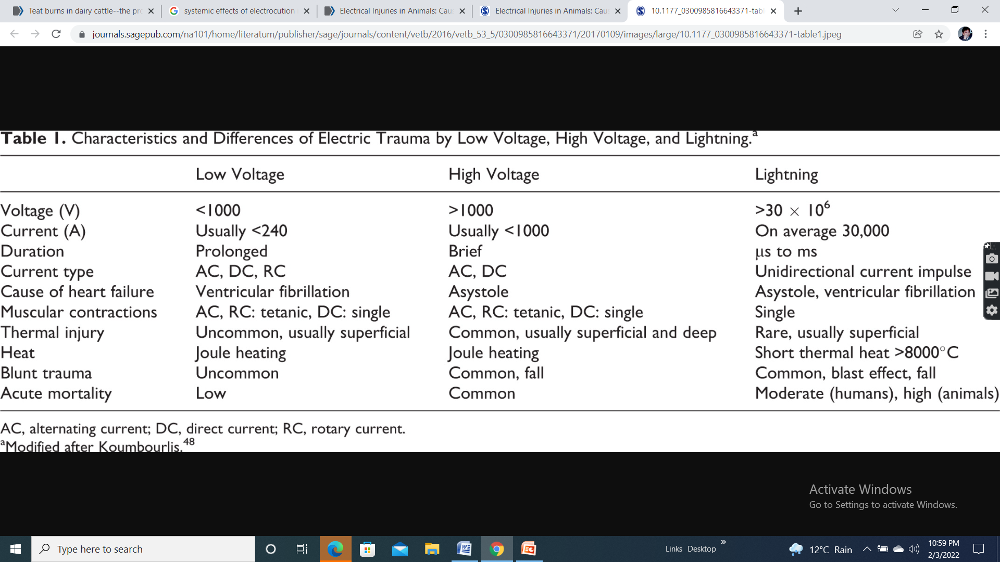 Teat burns in dairy cattle--the pro
systemic effects of electrocution i
Electrical Injuries in Animals: Cau
Electrical Injuries in Animals: Cau
10.1177_0300985816643371-tabl
journals.sagepub.com/na101/home/literatum/publisher/sage/journals/content/vetb/2016/vetb_53_5/0300985816643371/20170109/images/large/10.1177_0300985816643371-table1.jpeg
Table 1. Characteristics and Differences of Electric Trauma by Low Voltage, High Voltage, and Lightning.ᵃ
Low Voltage High Voltage Lightning
Voltage (V) <1000 >1000 >30 × 10⁶
Current (A) Usually <240 Usually <1000 On average 30,000
Duration Prolonged Brief μs to ms
Current type AC, DC, RC AC, DC Unidirectional current impulse
Cause of heart failure Ventricular fibrillation Asystole Asystole, ventricular fibrillation
Muscular contractions AC, RC: tetanic, DC: single AC, RC: tetanic, DC: single Single
Thermal injury Uncommon, usually superficial Common, usually superficial and deep Rare, usually superficial
Heat Joule heating Joule heating Short thermal heat >8000°C
Blunt trauma Uncommon Common, fall Common, blast effect, fall
Acute mortality Low Common Moderate (humans), high (animals)
AC, alternating current; DC, direct current; RC, rotary current.
ᵃModified after Koumbourlis.⁴⁸
Activate Windows
Go to Settings to activate Windows.
Type here to search
Links Desktop »
12°C Rain
10:59 PM
2/3/2022